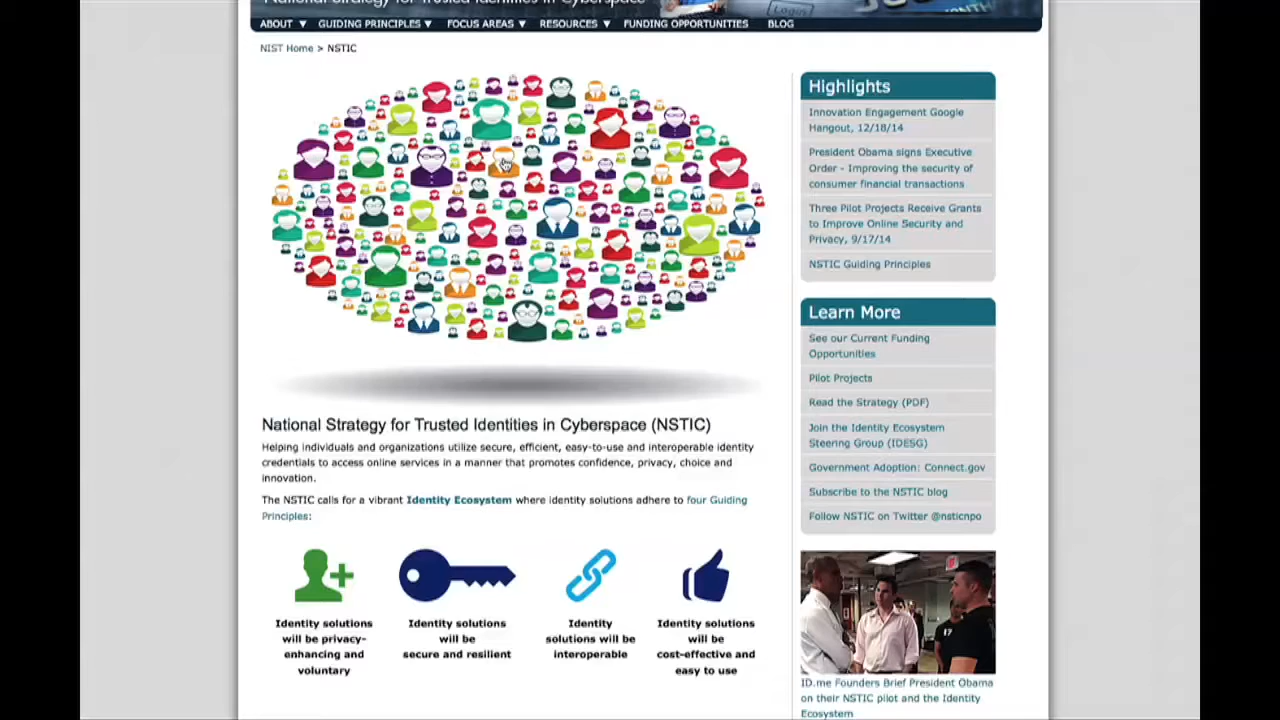 National Strategy for Trusted Identities in Cyberspace
Login
ABOUT ▼ GUIDING PRINCIPLES ▼ FOCUS AREAS ▼ RESOURCES ▼ FUNDING OPPORTUNITIES BLOG
NIST Home > NSTIC
National Strategy for Trusted Identities in Cyberspace (NSTIC)
Helping individuals and organizations utilize secure, efficient, easy-to-use and interoperable identity
credentials to access online services in a manner that promotes confidence, privacy, choice and
innovation.
The NSTIC calls for a vibrant Identity Ecosystem where identity solutions adhere to four Guiding
Principles:
Identity solutions
will be privacy-
enhancing and
voluntary
Identity solutions
will be
secure and resilient
Identity
solutions will be
interoperable
Identity solutions
will be
cost-effective and
easy to use
Highlights
Innovation Engagement Google
Hangout, 12/18/14
President Obama signs Executive
Order - Improving the security of
consumer financial transactions
Three Pilot Projects Receive Grants
to Improve Online Security and
Privacy, 9/17/14
NSTIC Guiding Principles
Learn More
See our Current Funding
Opportunities
Pilot Projects
Read the Strategy (PDF)
Join the Identity Ecosystem
Steering Group (IDESG)
Government Adoption: Connect.gov
Subscribe to the NSTIC blog
Follow NSTIC on Twitter @nsticnpo
ID.me Founders Brief President Obama
on their NSTIC pilot and the Identity
Ecosystem